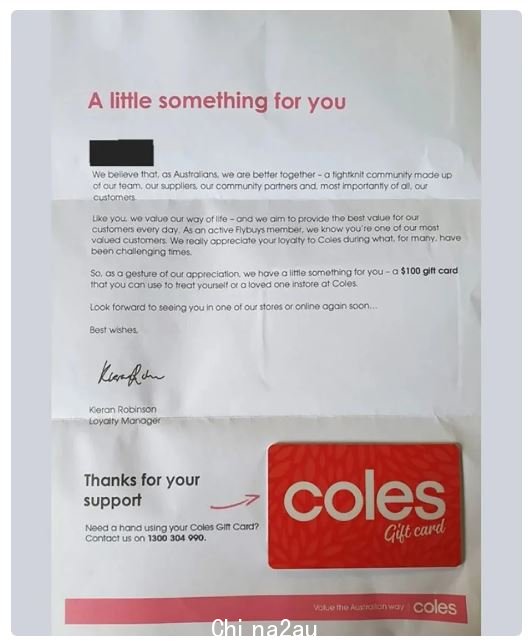 A little something for you
We believe that, as Australians, we are better together – a tightknit community made up
of our team, our suppliers, our community partners and, most importantly of all, our
customers.
Like you, we value our way of life – and we aim to provide the best value for our
customers every day. As an active Flybuys member, we know you're one of our most
valued customers. We really appreciate your loyalty to Coles during what, for many, have
been challenging times.
So, as a gesture of our appreciation, we have a little something for you – a $100 gift card
that you can use to treat yourself or a loved one instore at Coles.
Look forward to seeing you in one of our stores or online again soon...
Best wishes,
Kieran Robinson
Loyalty Manager
Thanks for your
support
Need a hand using your Coles Gift Card?
Contact us on 1300 304 990.
coles
Gift card
Value the Australian way | coles
Chi na2au